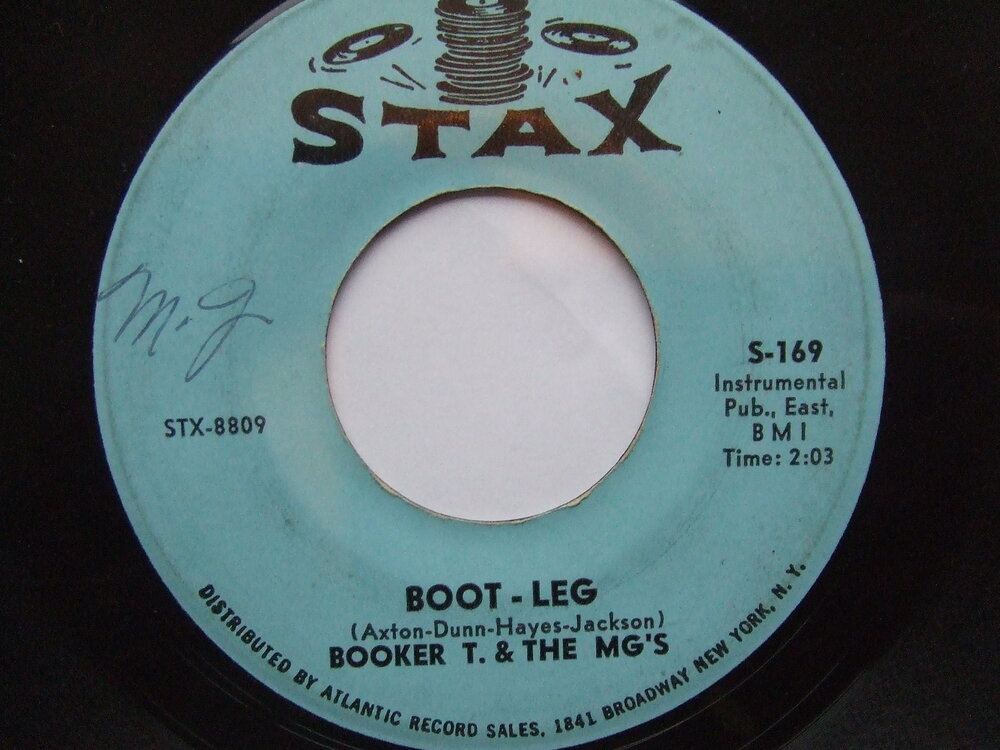 STAX
M.G
STX-8809
S-169
Instrumental
Pub., East,
B M I
Time: 2:03
BOOT - LEG
(Axton-Dunn-Hayes-Jackson)
BOOKER T. & THE MG'S
DISTRIBUTED BY ATLANTIC RECORD SALES, 1841 BROADWAY NEW YORK, N. Y.